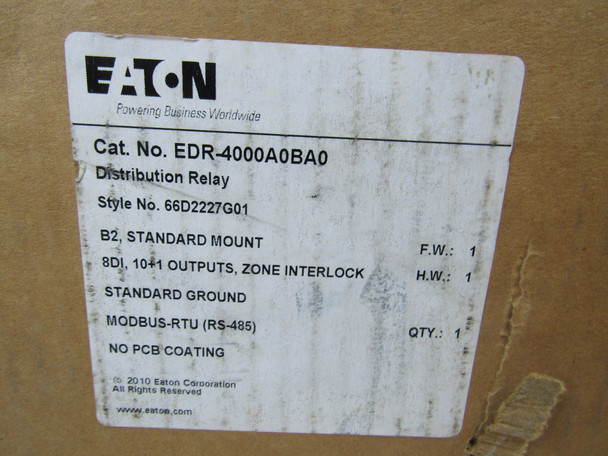 EATON
Powering Business Worldwide
Cat. No. EDR-4000A0BA0
Distribution Relay
Style No. 66D2227G01
B2, STANDARD MOUNT F.W.: 1
8DI, 10+1 OUTPUTS, ZONE INTERLOCK H.W.: 1
STANDARD GROUND
MODBUS-RTU (RS-485) QTY.: 1
NO PCB COATING
© 2010 Eaton Corporation
All Rights Reserved
www.eaton.com